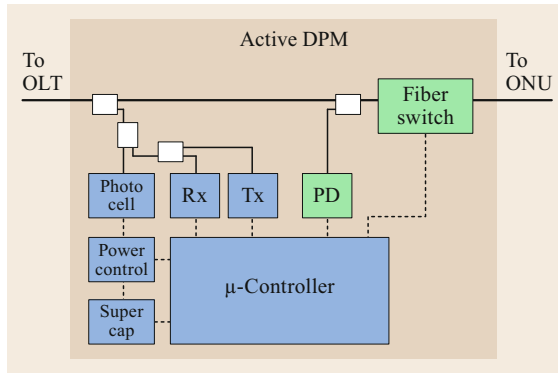 Active DPM
To
OLT
To
ONU
Fiber
switch
Photo
cell
Rx
Tx
PD
Power
control
µ-Controller
Super
cap